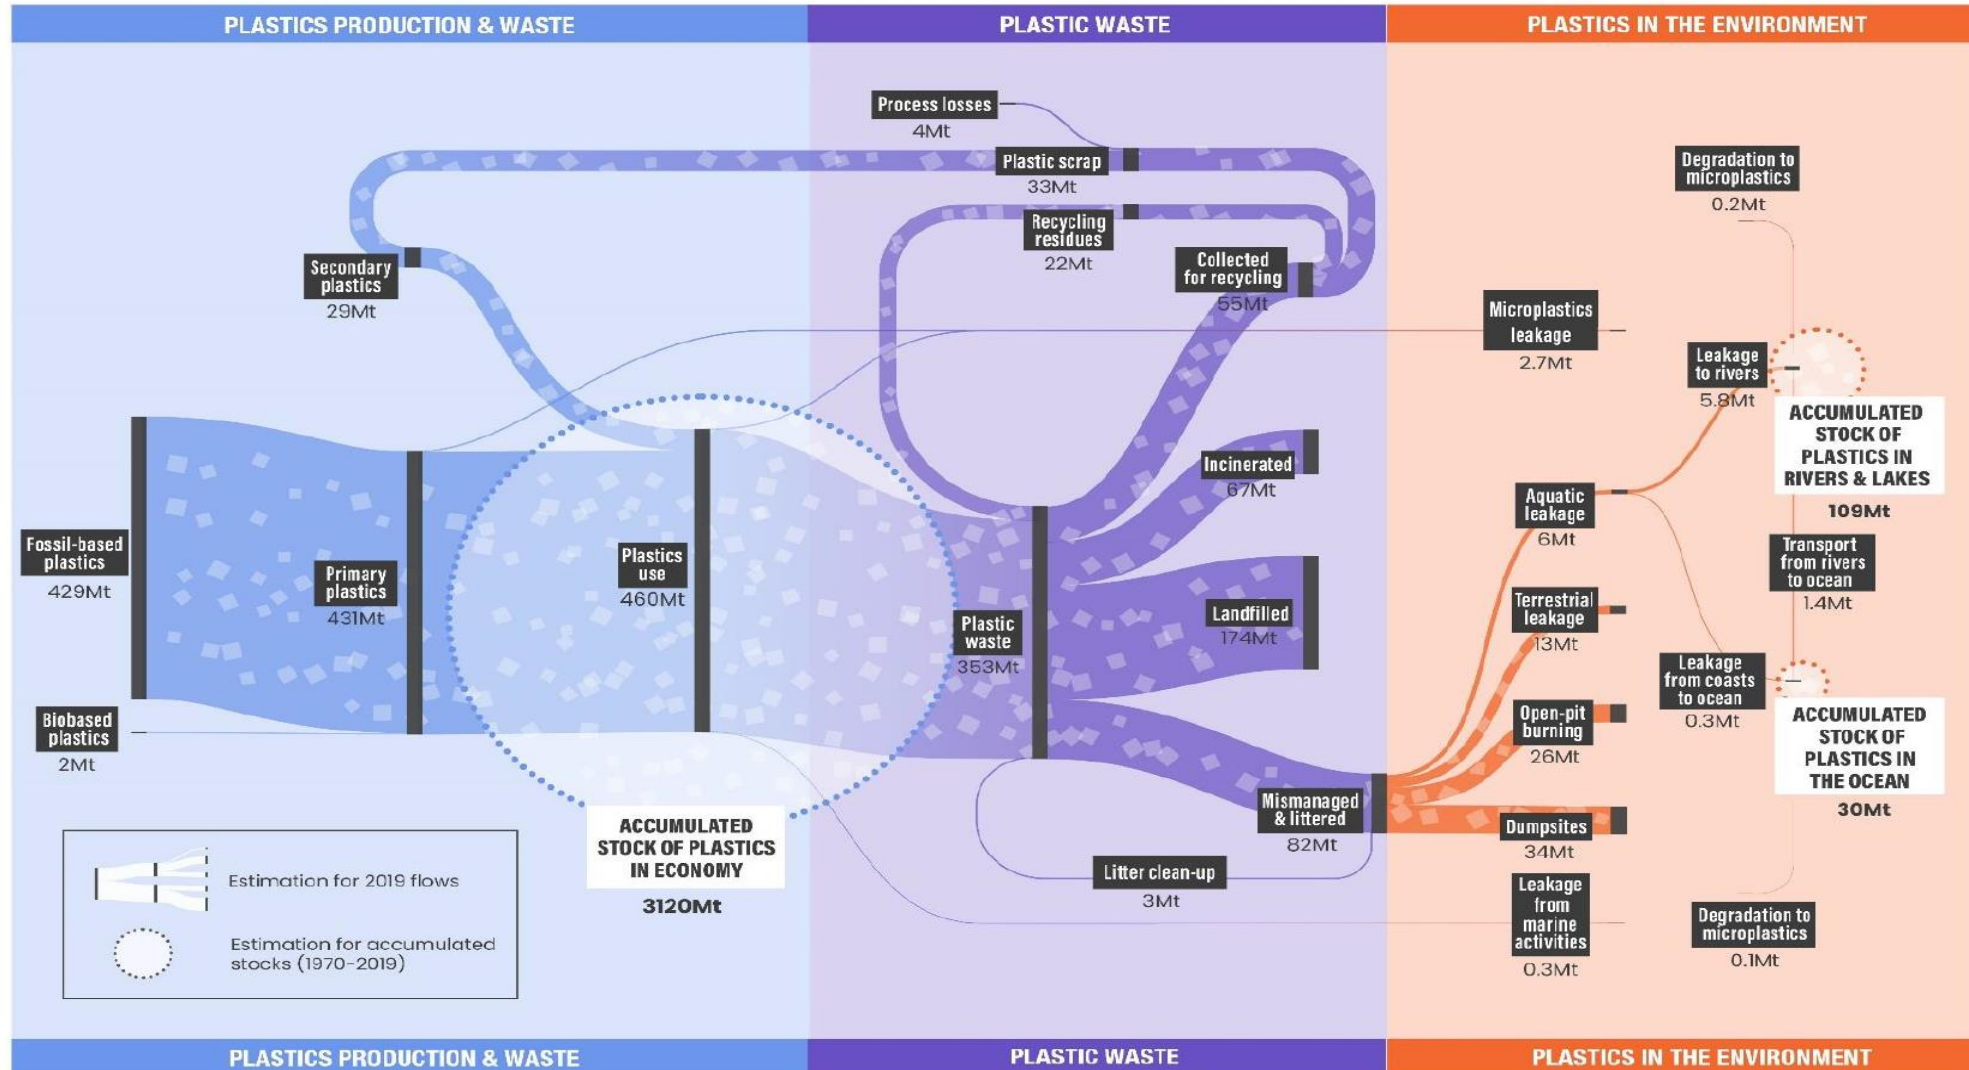 PLASTICS PRODUCTION & WASTE
PLASTIC WASTE
PLASTICS IN THE ENVIRONMENT
Process losses
4Mt
Plastic scrap
33Mt
Recycling
residues
22Mt
Collected
for recycling
55Mt
Secondary
plastics
29Mt
Degradation to
microplastics
0.2Mt
Microplastics
leakage
2.7Mt
Leakage
to rivers
5.8Mt
ACCUMULATED
STOCK OF
PLASTICS IN
RIVERS & LAKES
109Mt
Fossil-based
plastics
429Mt
Primary
plastics
431Mt
Plastics
use
460Mt
Plastic
waste
353Mt
Incinerated
67Mt
Landfilled
174Mt
Aquatic
leakage
6Mt
Transport
from rivers
to ocean
1.4Mt
Terrestrial
leakage
13Mt
Leakage
from coasts
to ocean
0.3Mt
Biobased
plastics
2Mt
Open-pit
burning
26Mt
ACCUMULATED
STOCK OF
PLASTICS IN
THE OCEAN
30Mt
Mismanaged
& littered
82Mt
Dumpsites
34Mt
ACCUMULATED
STOCK OF PLASTICS
IN ECONOMY
3120Mt
Litter clean-up
3Mt
Leakage
from
marine
activities
0.3Mt
Degradation to
microplastics
0.1Mt
Estimation for 2019 flows
Estimation for accumulated
stocks (1970-2019)
PLASTICS PRODUCTION & WASTE
PLASTIC WASTE
PLASTICS IN THE ENVIRONMENT